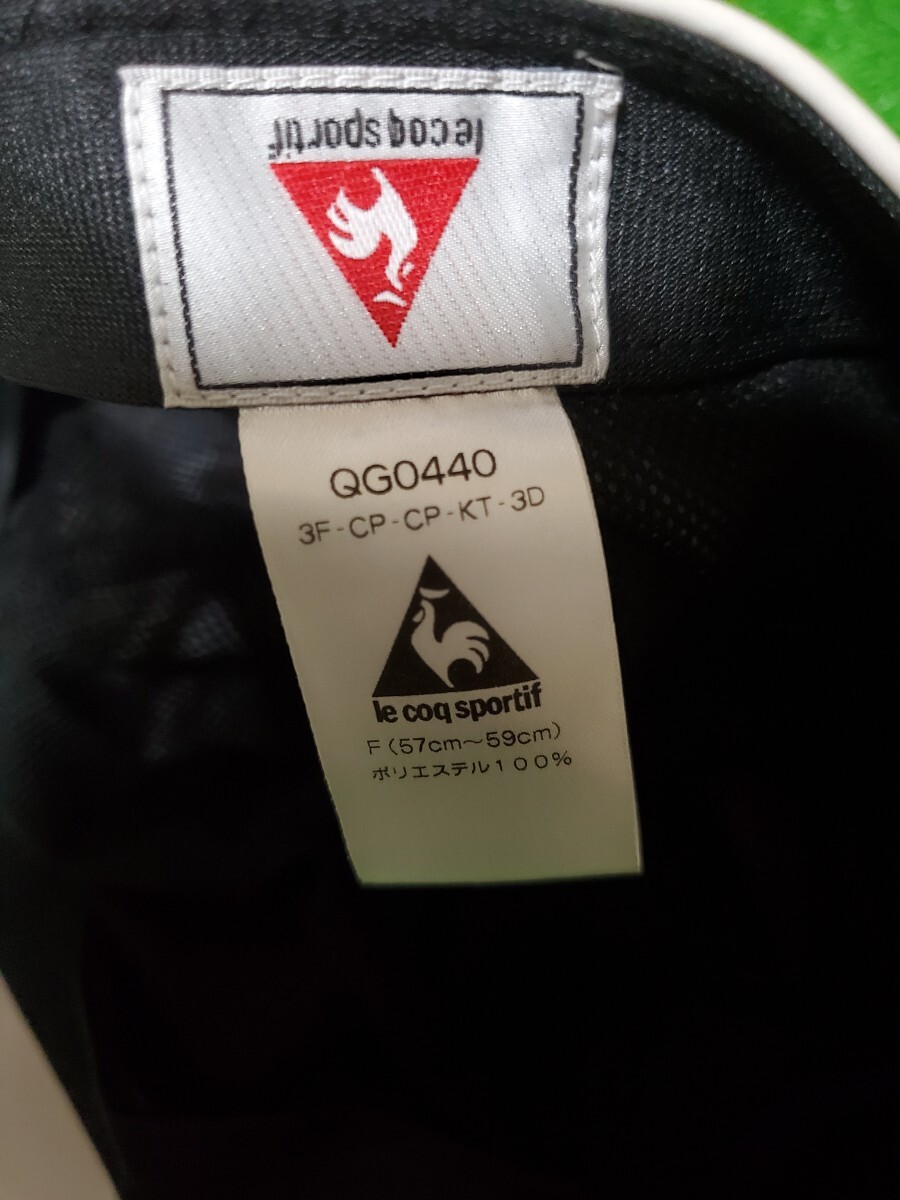 le coq sportif
QG0440
3F-CP-CP-KT-3D
le coq sportif
F(57cm～59cm)
ポリエステル１００％